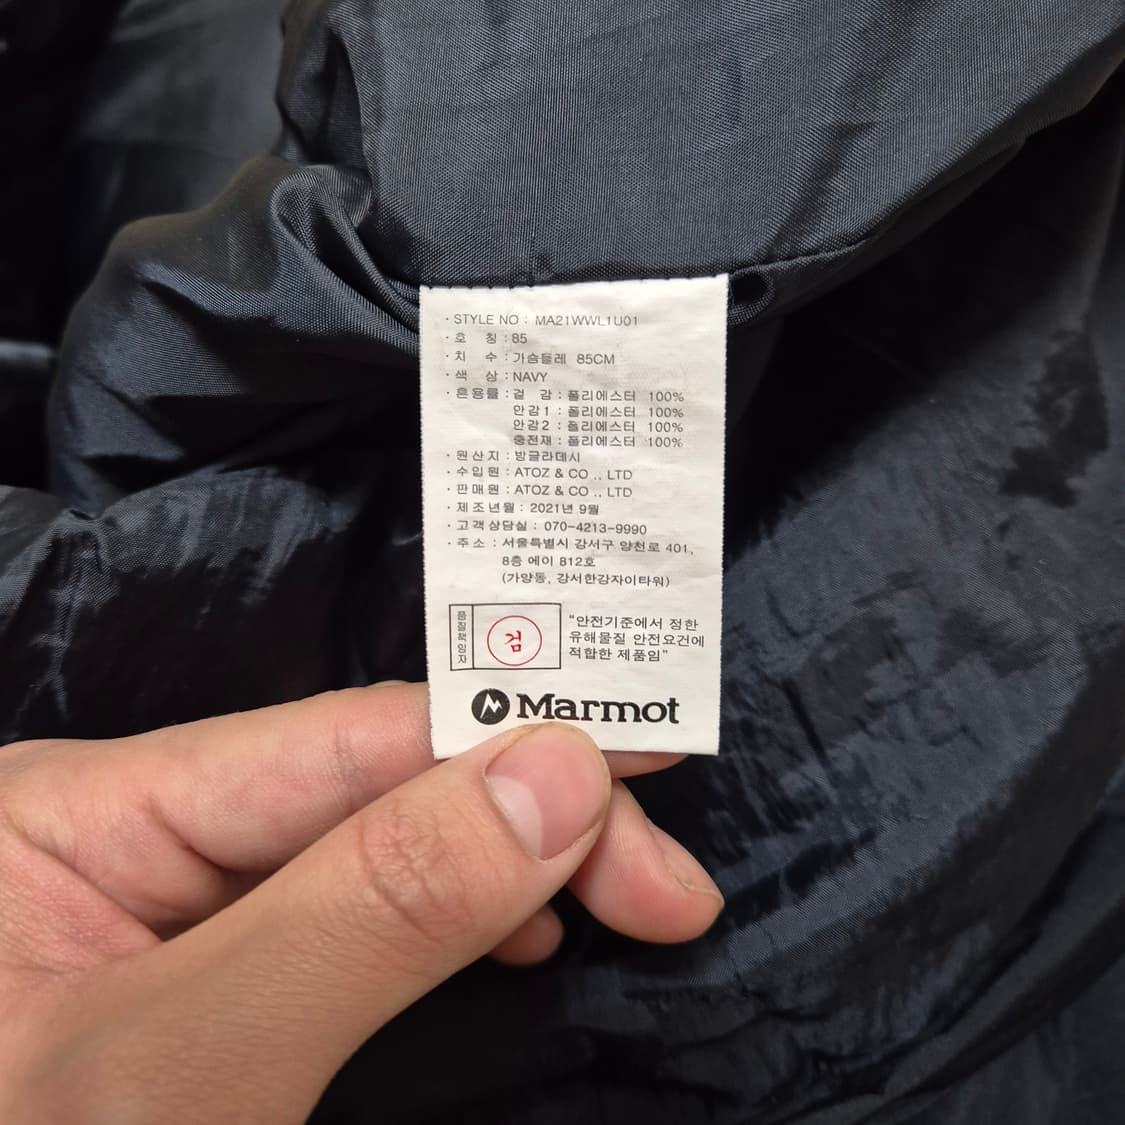 · STYLE NO : MA21WWL1U01
· 호 칭 : 85
· 치 수 : 가슴둘레 85CM
· 색 상 : NAVY
· 혼용률 : 겉 감 : 폴리에스터 100%
안감1 : 폴리에스터 100%
안감2 : 폴리에스터 100%
충전재 : 폴리에스터 100%
· 원산지 : 방글라데시
· 수입원 : ATOZ & CO ., LTD
· 판매원 : ATOZ & CO ., LTD
· 제조년월 : 2021년 9월
· 고객상담실 : 070-4213-9990
· 주소 : 서울특별시 강서구 양천로 401,
8층 에이 812호
(가양동, 강서한강자이타워)
품질책임자
검
"안전기준에서 정한
유해물질 안전요건에
적합한 제품임"
Marmot